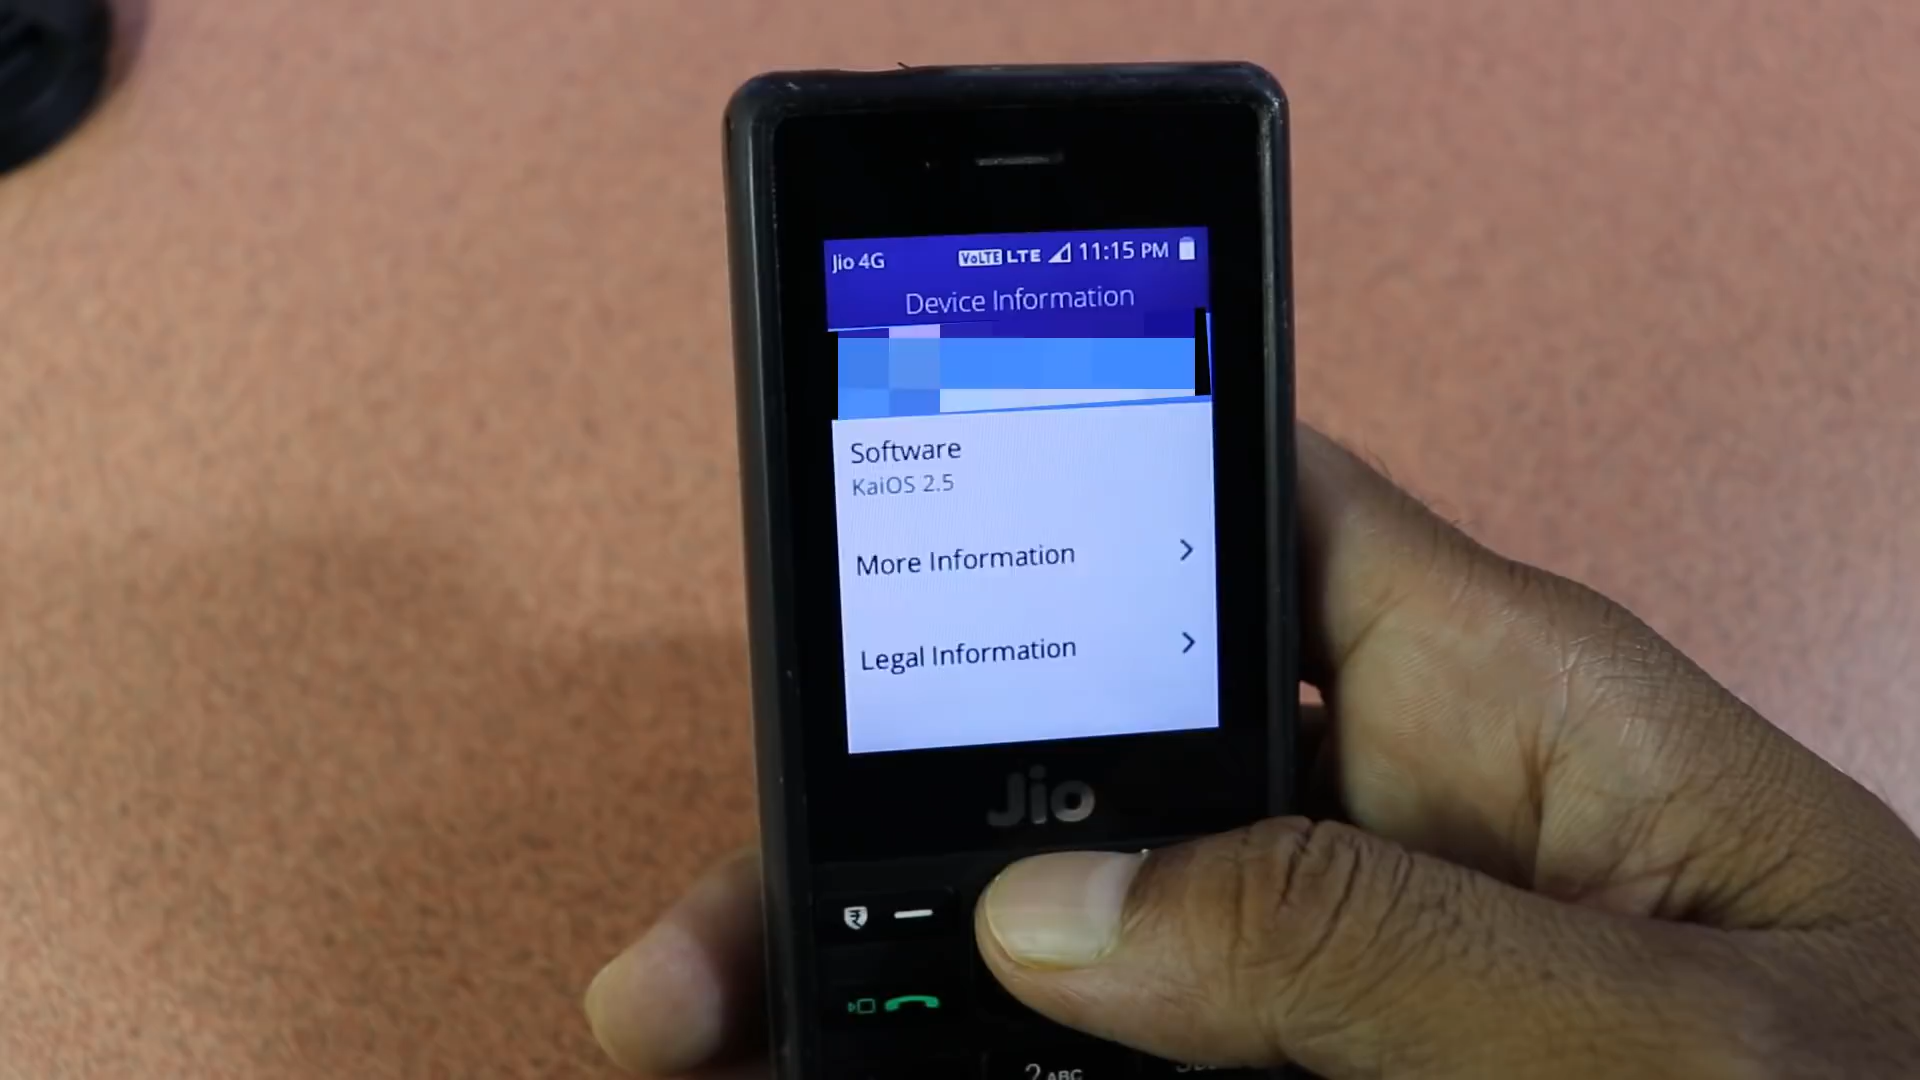 Jio 4G VoLTE LTE 11:15 PM
Device Information
Software
KaiOS 2.5
More Information
Legal Information
Jio
2 ABC